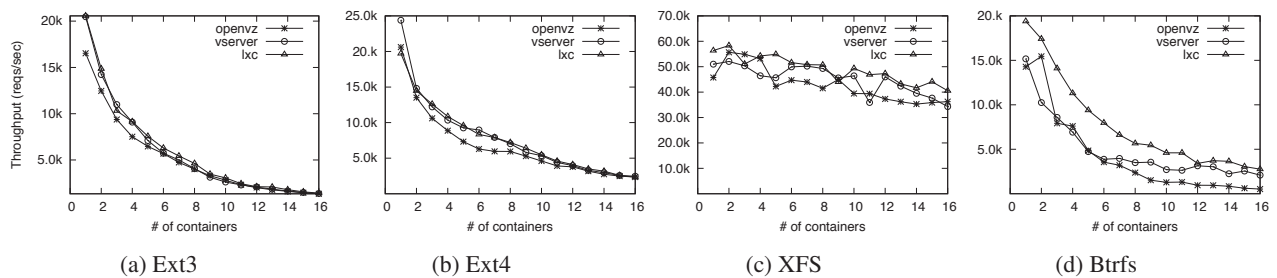 Throughput (reqs/sec)
20k
15k
10k
5.0k
openvz
vserver
lxc
0 2 4 6 8 10 12 14 16
# of containers
(a) Ext3
25.0k
20.0k
15.0k
10.0k
5.0k
openvz
vserver
lxc
0 2 4 6 8 10 12 14 16
# of containers
(b) Ext4
70.0k
60.0k
50.0k
40.0k
30.0k
20.0k
10.0k
openvz
vserver
lxc
0 2 4 6 8 10 12 14 16
# of containers
(c) XFS
20.k
15.0k
10.0k
5.0k
openvz
vserver
lxc
0 2 4 6 8 10 12 14 16
# of containers
(d) Btrfs